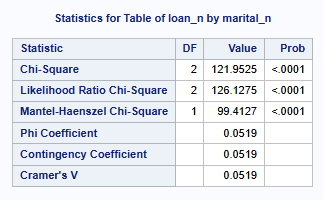 Statistics for Table of loan_n by marital_n
Statistic DF Value Prob
Chi-Square 2 121.9525 <.0001
Likelihood Ratio Chi-Square 2 126.1275 <.0001
Mantel-Haenszel Chi-Square 1 99.4127 <.0001
Phi Coefficient 0.0519
Contingency Coefficient 0.0519
Cramer's V 0.0519